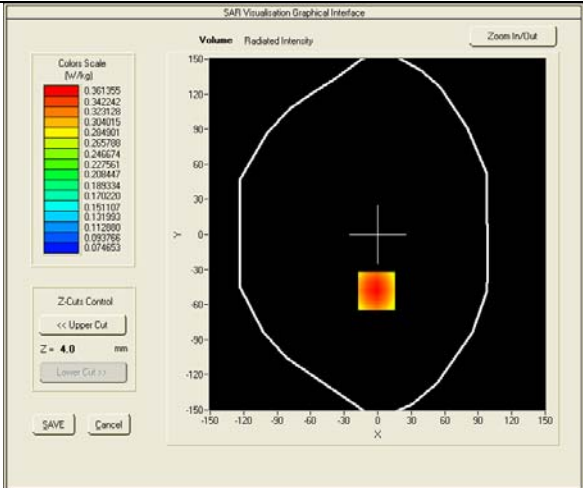 SAR Visualisation Graphical Interface
Volume Radiated Intensity
Zoom In/Out
Colors Scale
(W/kg)
0.361355
0.342242
0.323128
0.304015
0.284901
0.265788
0.246674
0.227561
0.208447
0.189334
0.170220
0.151107
0.131993
0.112880
0.093766
0.074653
Z-Cuts Control
<< Upper Cut
Z = 4.0 mm
Lower Cut >>
SAVE Cancel
150
120
90
60
30
0
-30
-60
-90
-120
-150
Y
-150 -120 -90 -60 -30 0 30 60 90 120 150
X